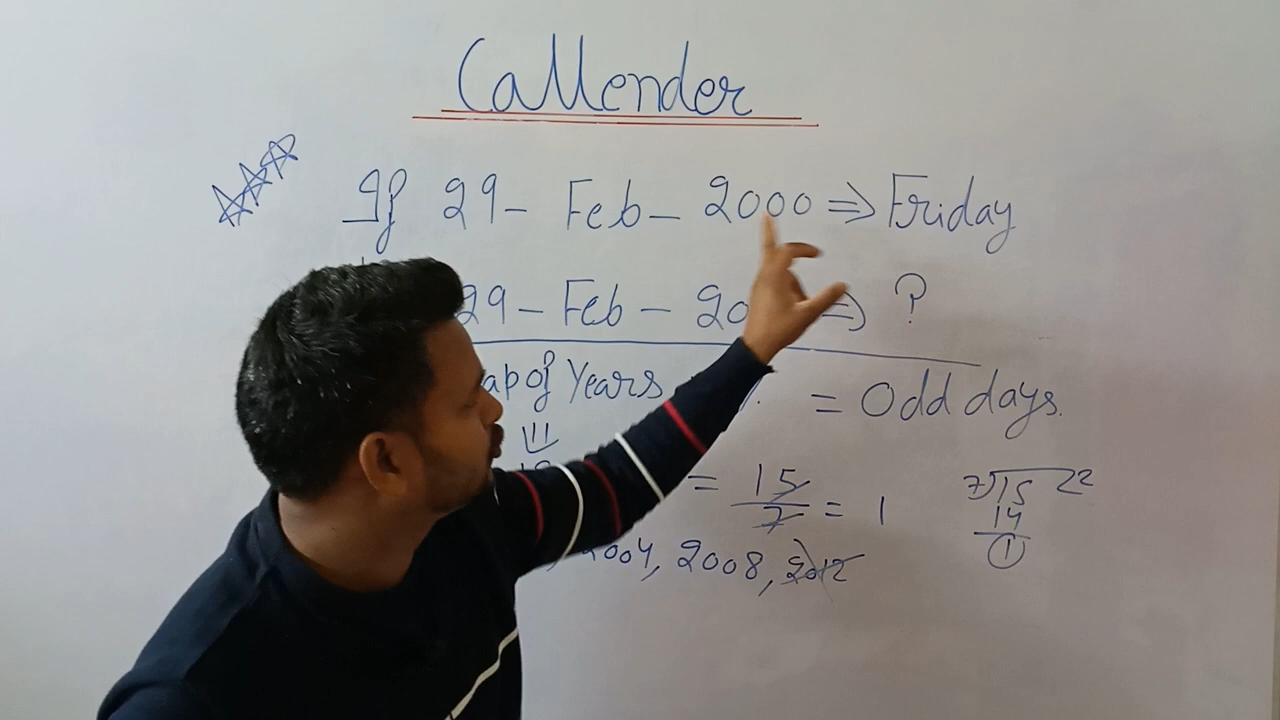 Callender
If 29- Feb- 2000 ⇒ Friday
29 - Feb - 20 ⇒ ?
of Years = Odd days.
= 15/7 = 1 7)15 2
14
1
2004, 2008, 2012